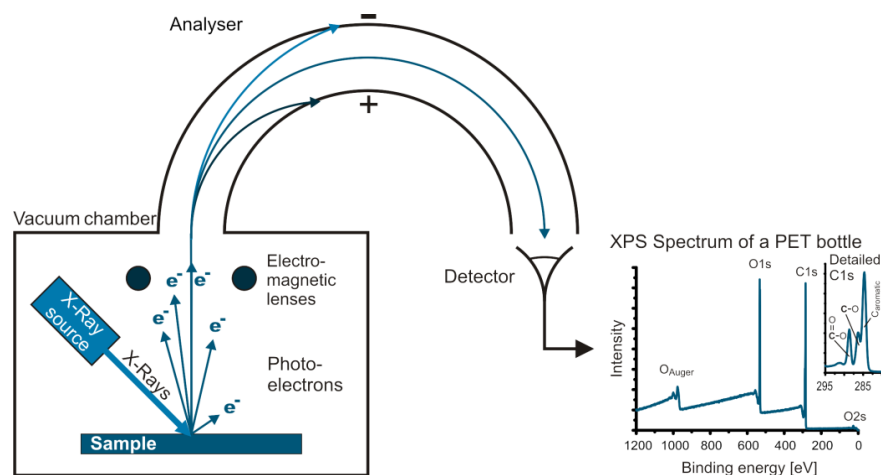 Analyser
-
+
Vacuum chamber
Electro-
magnetic
lenses
e-
e-
e-
e-
e-
e-
X-Ray
source
X-Rays
Photo-
electrons
Sample
Detector
XPS Spectrum of a PET bottle
O1s
C1s
Detailed
C1s
O
C-O
C-O
Caromatic
295
285
Intensity
OAuger
O2s
1200
1000
800
600
400
200
0
Binding energy [eV]